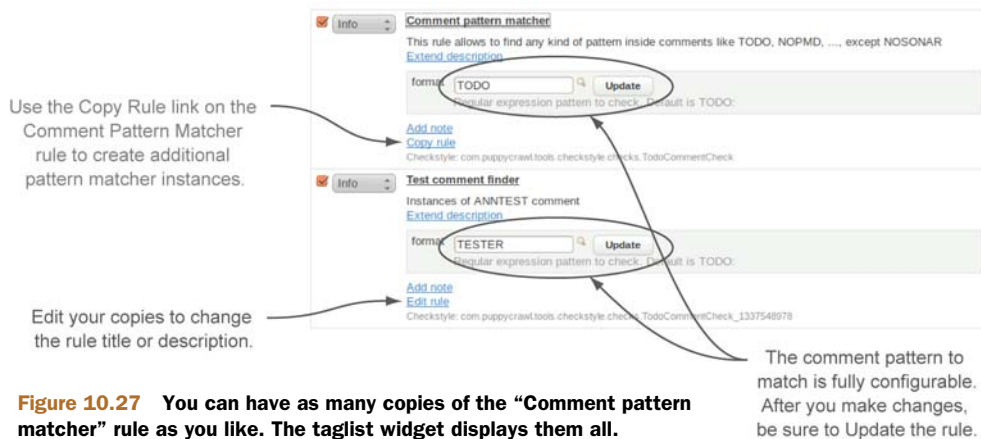 Info
Comment pattern matcher
This rule allows to find any kind of pattern inside comments like TODO, NOPMD, ..., except NOSONAR
Extend description
format TODO Update
Regular expression pattern to check. Default is TODO:
Add note
Copy rule
Checkstyle: com.puppycrawl.tools.checkstyle.checks.TodoCommentCheck
Use the Copy Rule link on the
Comment Pattern Matcher
rule to create additional
pattern matcher instances.
Info
Test comment finder
Instances of ANNTEST comment
Extend description
format TESTER Update
Regular expression pattern to check. Default is TODO:
Add note
Edit rule
Checkstyle: com.puppycrawl.tools.checkstyle.checks.TodoCommentCheck_1337548978
Edit your copies to change
the rule title or description.
The comment pattern to
match is fully configurable.
After you make changes,
be sure to Update the rule.
Figure 10.27 You can have as many copies of the “Comment pattern
matcher” rule as you like. The taglist widget displays them all.